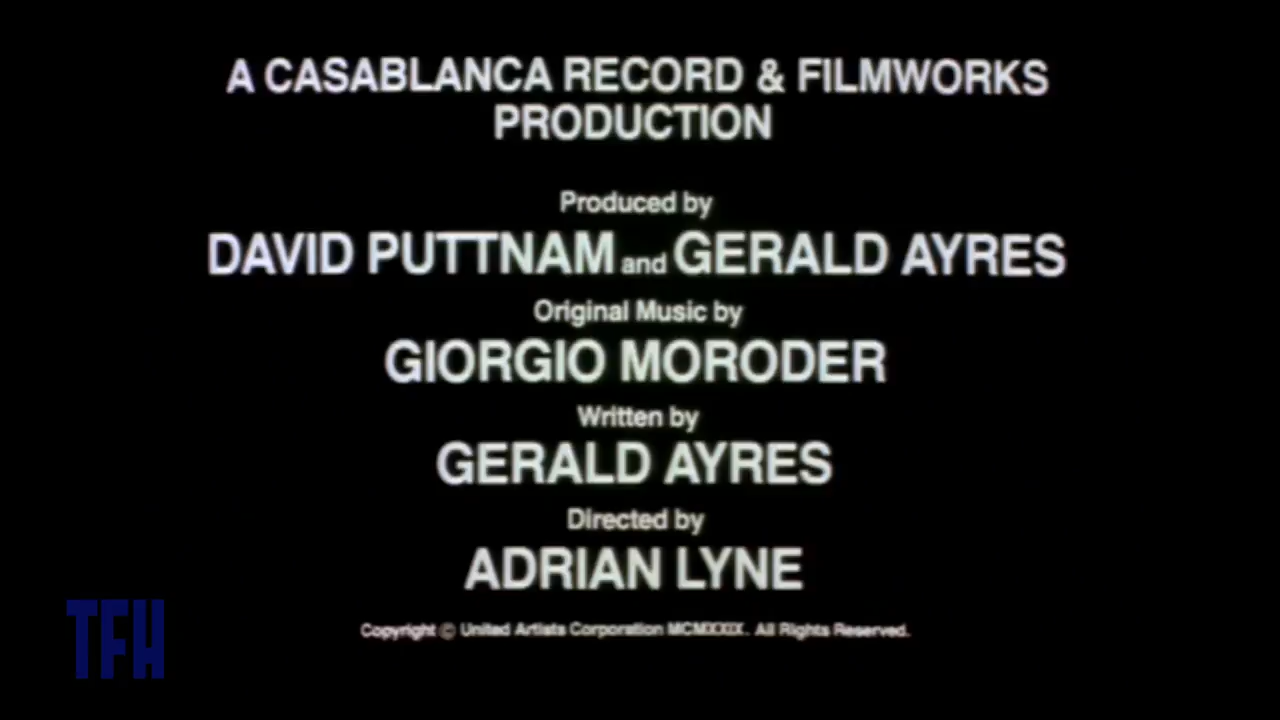 A CASABLANCA RECORD & FILMWORKS
PRODUCTION
Produced by
DAVID PUTTNAM and GERALD AYRES
Original Music by
GIORGIO MORODER
Written by
GERALD AYRES
Directed by
ADRIAN LYNE
Copyright © United Artists Corporation All Rights Reserved.
TFH